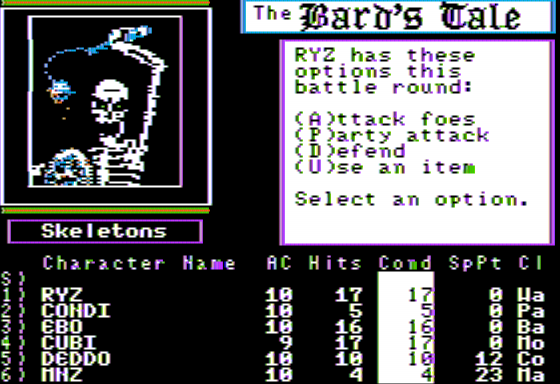 The Bard's Tale
RYZ has these
options this
battle round:
(A)ttack foes
(P)arty attack
(D)efend
(U)se an item
Select an option.
Skeletons
Character Name AC Hits Cond SpPt Cl
S)
1) RYZ 10 17 17 0 Wa
2) CONDI 10 5 5 0 Pa
3) EBO 10 16 16 0 Ba
4) CUBI 9 17 17 0 Mo
5) DEDDO 10 10 10 12 Co
6) MNZ 10 4 4 23 Ma